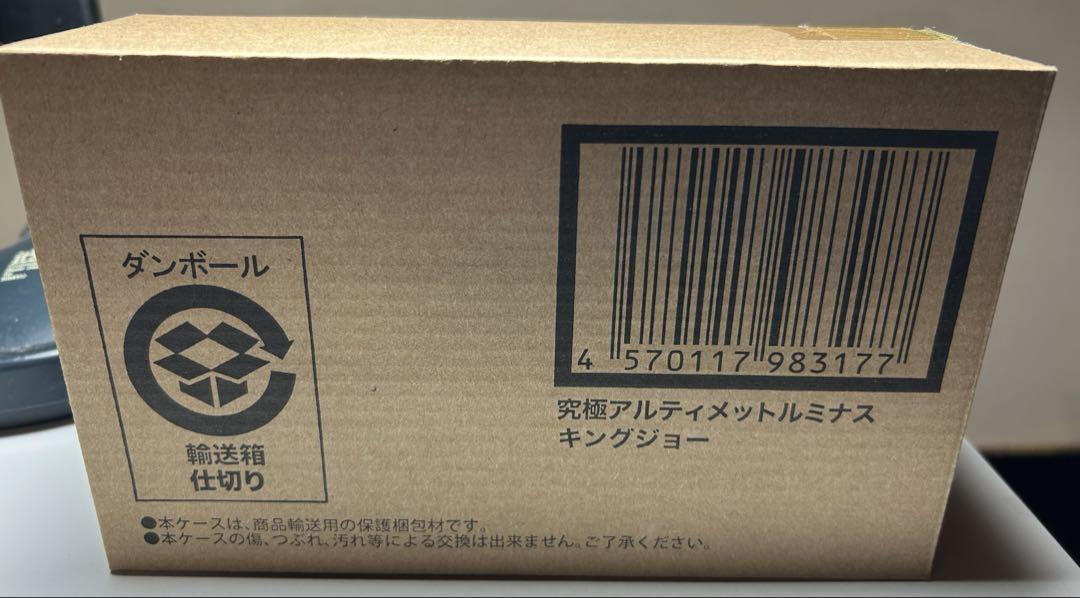 ダンボール
輸送箱
仕切り
4 570117 983177
究極アルティメットルミナス
キングジョー
●本ケースは、商品輸送用の保護梱包材です。
●本ケースの傷、つぶれ、汚れ等による交換は出来ません。ご了承ください。